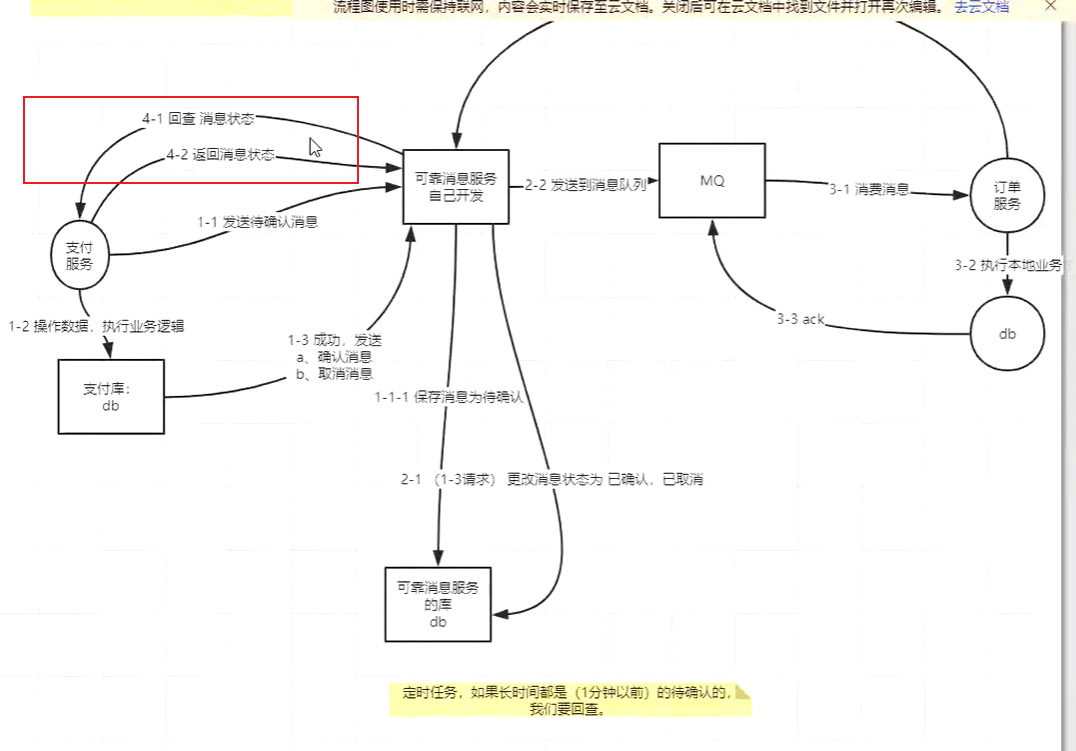 流程图使用时需保持联网，内容会实时保存至云文档。关闭后可在云文档中找到文件并打开再次编辑。 去云文档
4-1 回查 消息状态
4-2 返回消息状态
1-1 发送待确认消息
可靠消息服务
自己开发
2-2 发送到消息队列
MQ
3-1 消费消息
订单
服务
支付
服务
3-2 执行本地业务
1-2 操作数据，执行业务逻辑
1-3 成功，发送
a、确认消息
b、取消消息
3-3 ack
db
支付库：
db
1-1-1 保存消息为待确认
2-1 （1-3请求） 更改消息状态为 已确认，已取消
可靠消息服务
的库
db
定时任务，如果长时间都是（1分钟以前）的待确认的，
我们要回查。